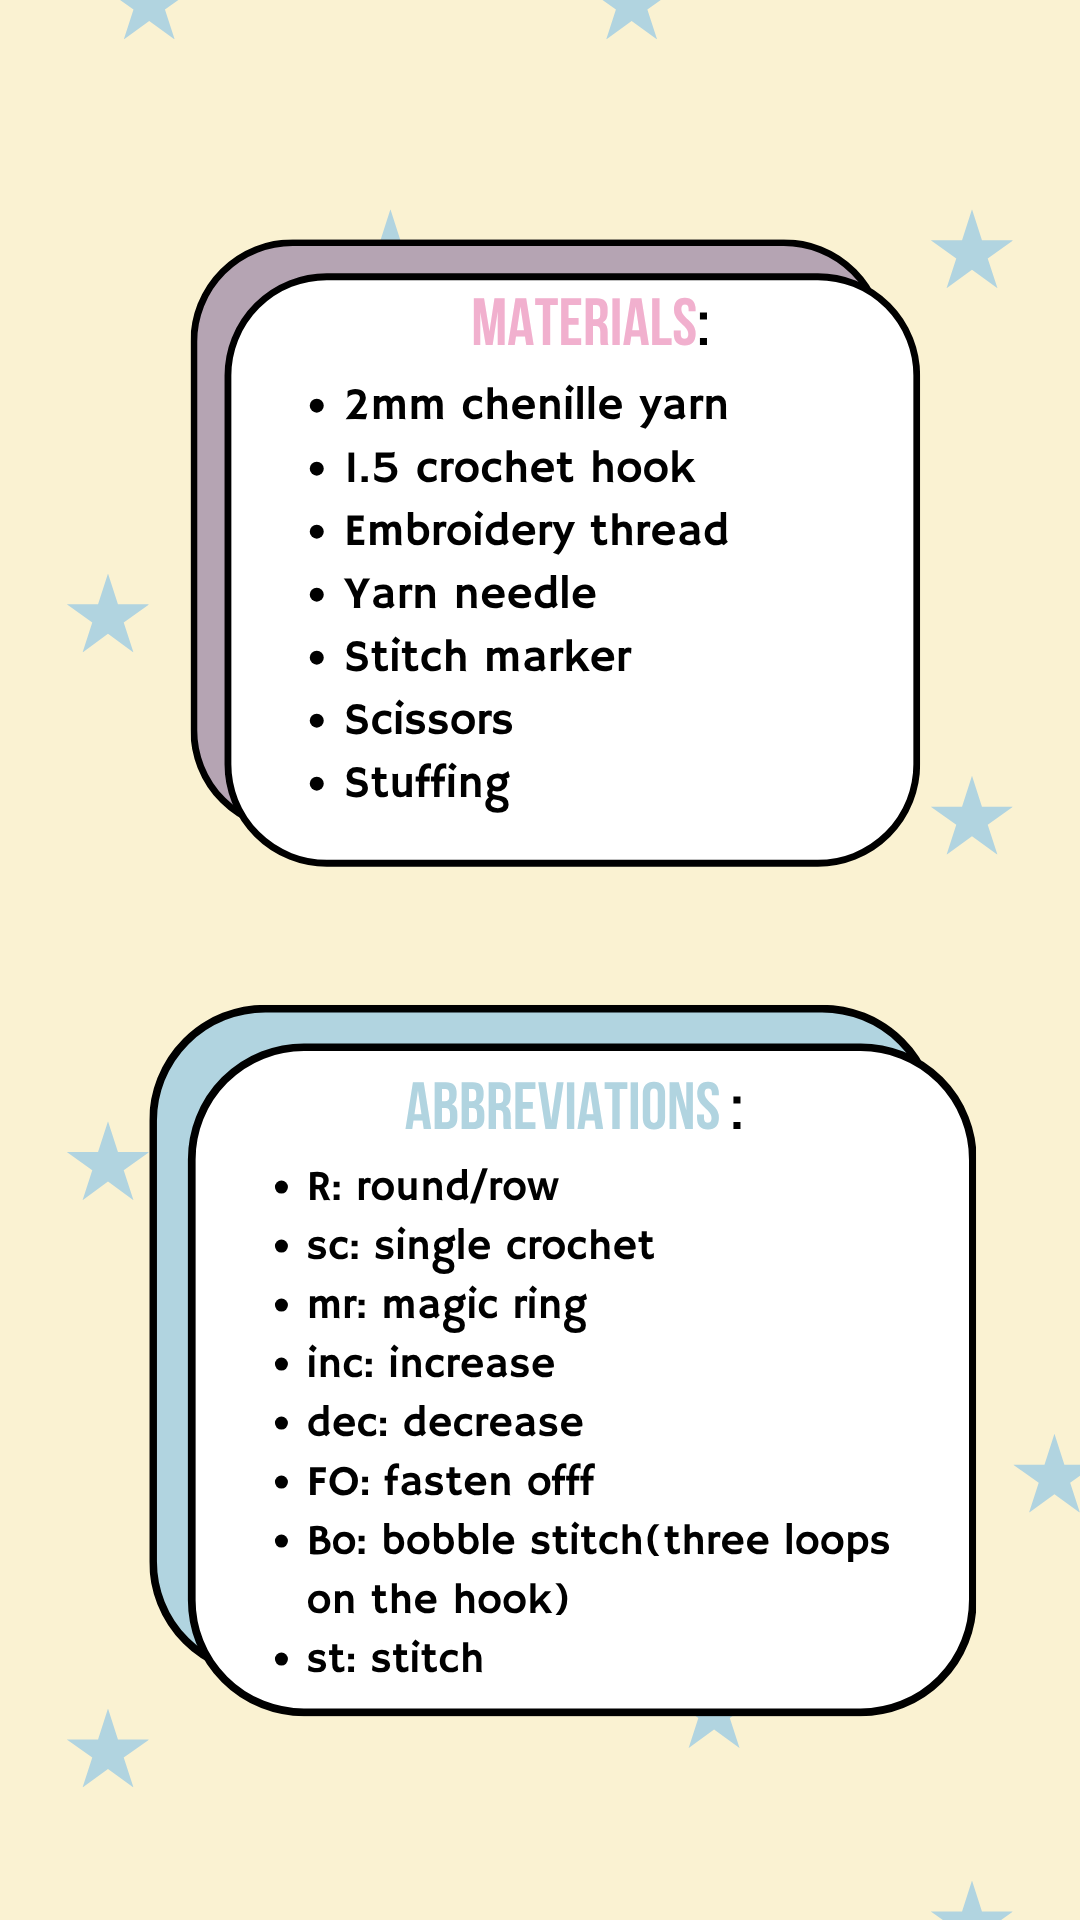 MATERIALS:
• 2mm chenille yarn
• 1.5 crochet hook
• Embroidery thread
• Yarn needle
• Stitch marker
• Scissors
• Stuffing
ABBREVIATIONS :
• R: round/row
• sc: single crochet
• mr: magic ring
• inc: increase
• dec: decrease
• FO: fasten offf
• Bo: bobble stitch(three loops
on the hook)
• st: stitch